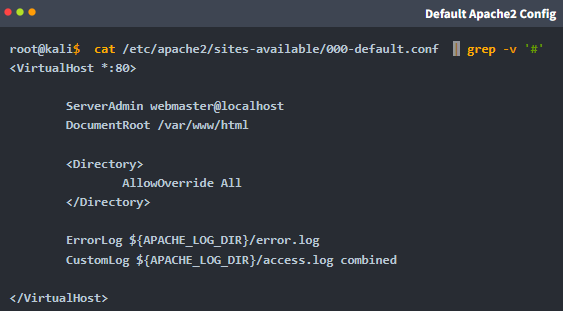 Default Apache2 Config
root@kali$ cat /etc/apache2/sites-available/000-default.conf | grep -v '#'
<VirtualHost *:80>
ServerAdmin webmaster@localhost
DocumentRoot /var/www/html
<Directory>
AllowOverride All
</Directory>
ErrorLog ${APACHE_LOG_DIR}/error.log
CustomLog ${APACHE_LOG_DIR}/access.log combined
</VirtualHost>